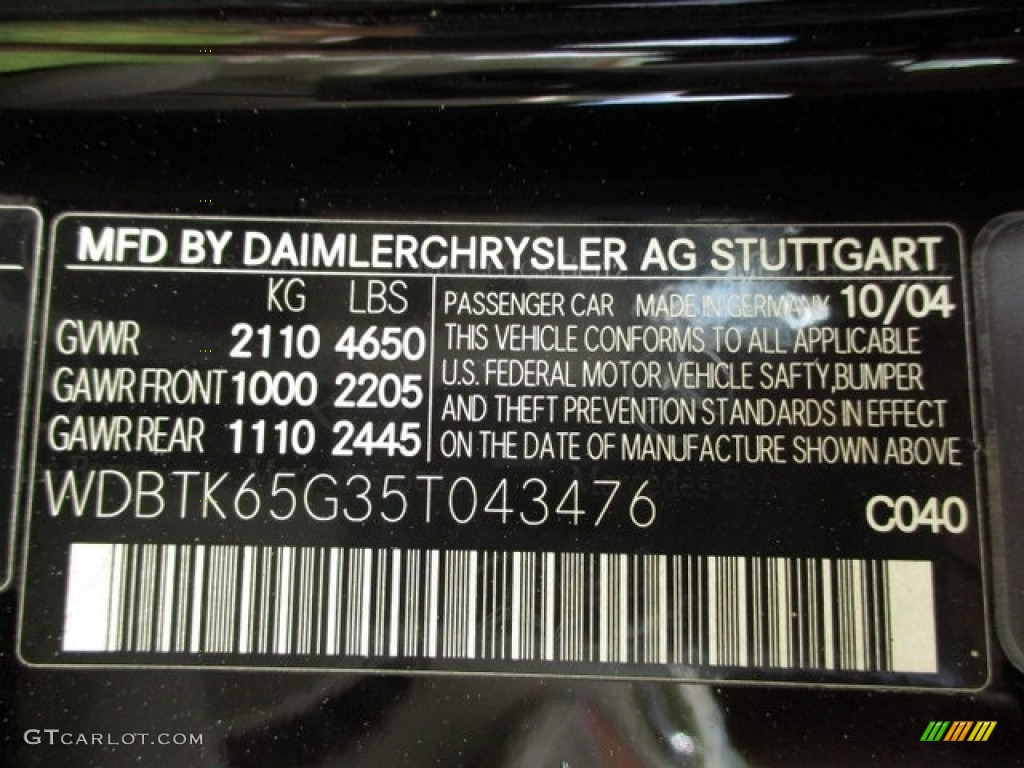 MFD BY DAIMLERCHRYSLER AG STUTTGART
KG LBS
GVWR 2110 4650
GAWR FRONT 1000 2205
GAWR REAR 1110 2445
PASSENGER CAR MADE IN GERMANY 10/04
THIS VEHICLE CONFORMS TO ALL APPLICABLE
U.S. FEDERAL MOTOR VEHICLE SAFTY,BUMPER
AND THEFT PREVENTION STANDARDS IN EFFECT
ON THE DATE OF MANUFACTURE SHOWN ABOVE
WDBTK65G35T043476
C040
GTCARLOT.COM